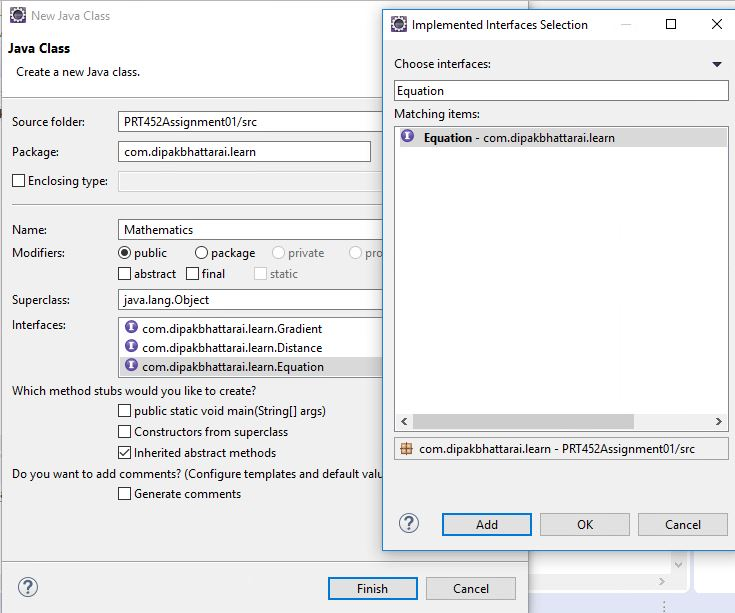 New Java Class
Java Class
Create a new Java class.
Source folder: PRT452Assignment01/src
Package: com.dipakbhattarai.learn
Enclosing type:
Name: Mathematics
Modifiers: public package private pro
abstract final static
Superclass: java.lang.Object
Interfaces: com.dipakbhattarai.learn.Gradient
com.dipakbhattarai.learn.Distance
com.dipakbhattarai.learn.Equation
Which method stubs would you like to create?
public static void main(String[] args)
Constructors from superclass
Inherited abstract methods
Do you want to add comments? (Configure templates and default valu
Generate comments
Finish Cancel
Implemented Interfaces Selection
Choose interfaces:
Equation
Matching items:
Equation - com.dipakbhattarai.learn
com.dipakbhattarai.learn - PRT452Assignment01/src
Add OK Cancel